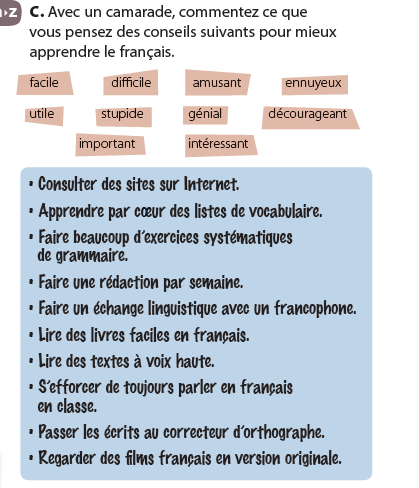 C. Avec un camarade, commentez ce que
vous pensez des conseils suivants pour mieux
apprendre le français.
facile difficile amusant ennuyeux
utile stupide génial décourageant
important intéressant
• Consulter des sites sur Internet.
• Apprendre par cœur des listes de vocabulaire.
• Faire beaucoup d'exercices systématiques
de grammaire.
• Faire une rédaction par semaine.
• Faire un échange linguistique avec un francophone.
• Lire des livres faciles en français.
• Lire des textes à voix haute.
• S'efforcer de toujours parler en français
en classe.
• Passer les écrits au correcteur d'orthographe.
• Regarder des films français en version originale.